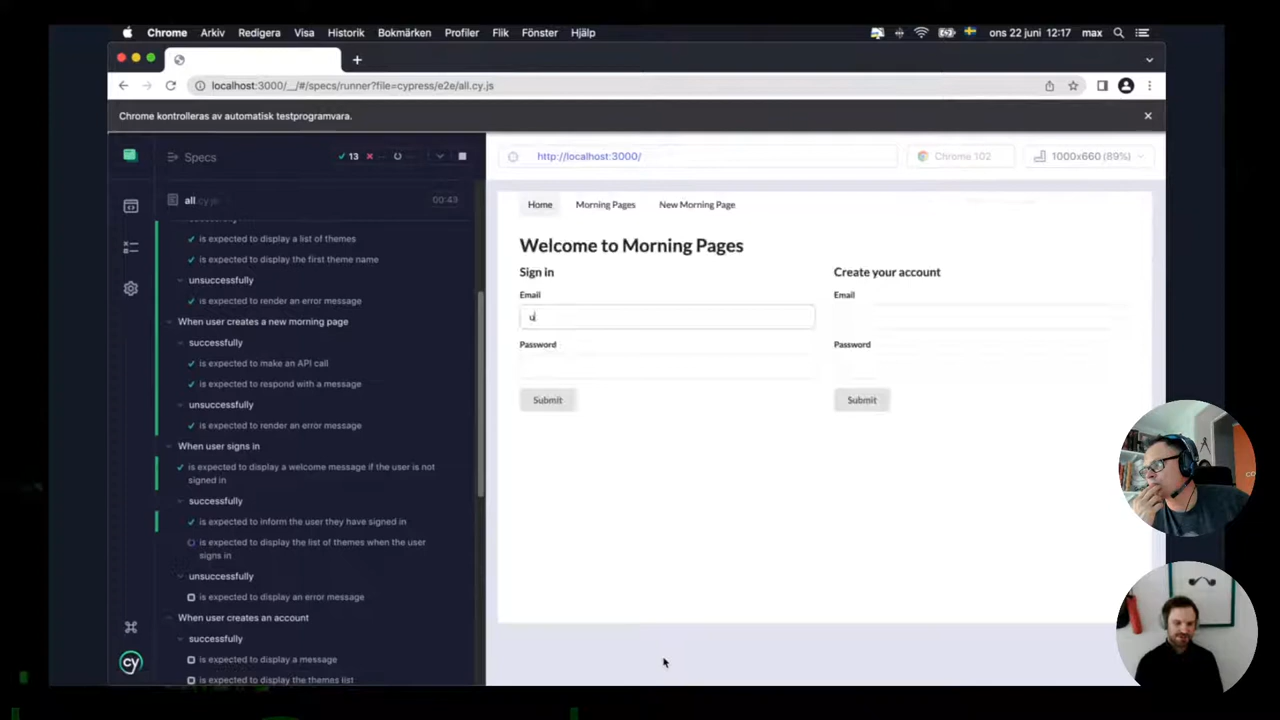 Chrome Arkiv Redigera Visa Historik Bokmärken Profiler Flik Fönster Hjälp ons 22 juni 12:17 max
localhost:3000/__/#/specs/runner?file=cypress/e2e/all.cy.js
Chrome kontrolleras av automatisk testprogramvara.
Specs 13
http://localhost:3000/ Chrome 102 1000x660 (89%)
all.cy.js 00:43
is expected to display a list of themes
is expected to display the first theme name
unsuccessfully
is expected to render an error message
When user creates a new morning page
successfully
is expected to make an API call
is expected to respond with a message
unsuccessfully
is expected to render an error message
When user signs in
is expected to display a welcome message if the user is not
signed in
successfully
is expected to inform the user they have signed in
is expected to display the list of themes when the user
signs in
unsuccessfully
is expected to display an error message
When user creates an account
successfully
is expected to display a message
is expected to display the themes list
cy
Home Morning Pages New Morning Page
Welcome to Morning Pages
Sign in
Email
u
Password
Submit
Create your account
Email
Password
Submit